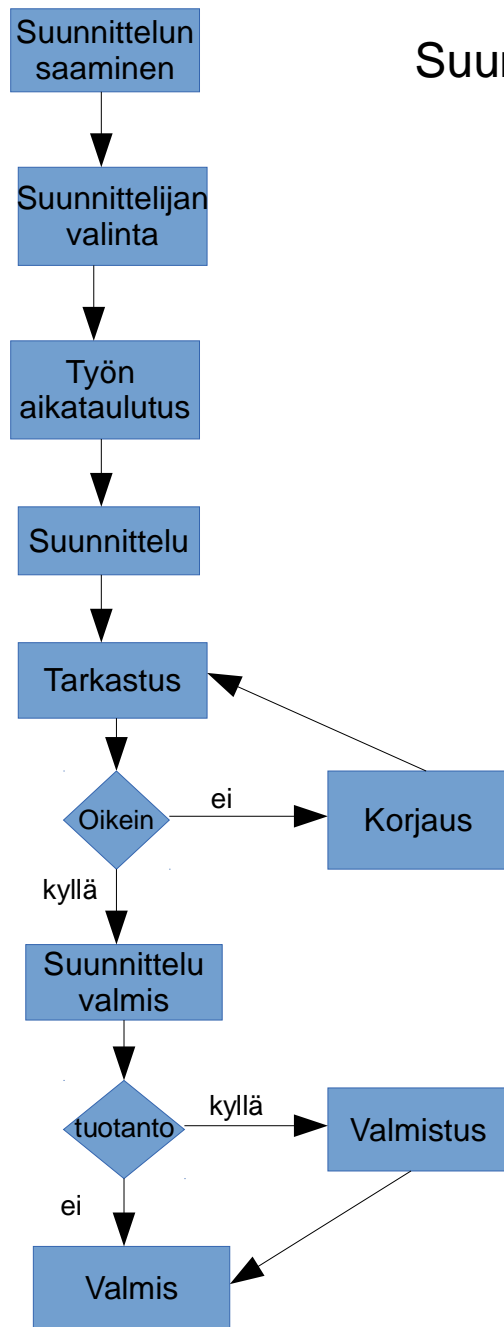 Suunnittelun
saaminen
Suunnittelijan
valinta
Työn
aikataulutus
Suunnittelu
Tarkastus
Oikein
ei
Korjaus
kyllä
Suunnittelu
valmis
tuotanto
kyllä
Valmistus
ei
Valmis